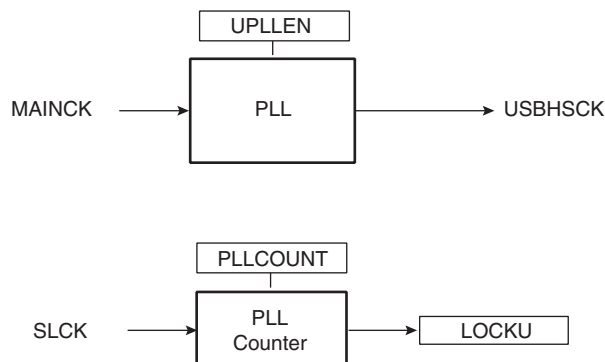 UPLLEN
MAINCK
PLL
USBHSCK
PLLCOUNT
SLCK
PLL
Counter
LOCKU